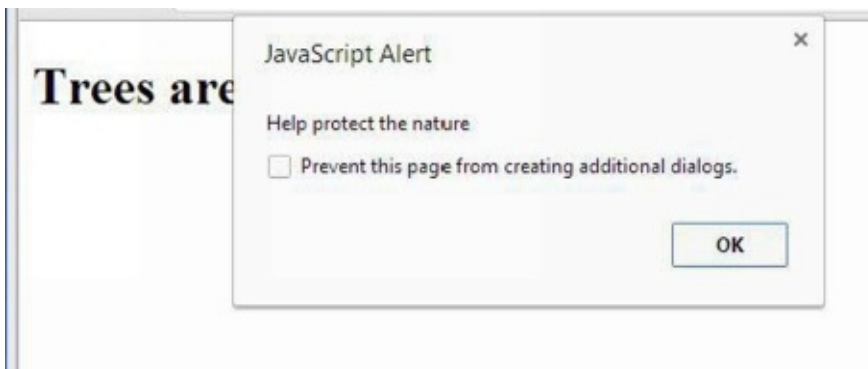 JavaScript Alert
Trees are
Help protect the nature
Prevent this page from creating additional dialogs.
OK